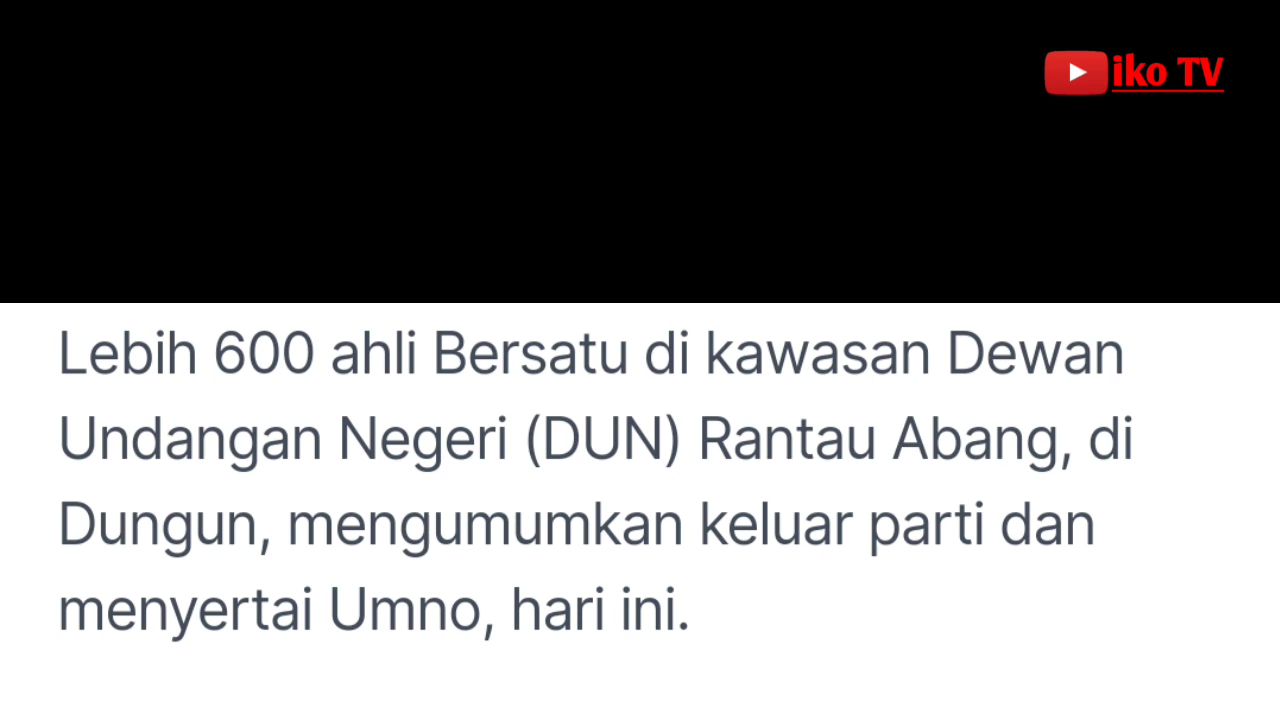 iko TV
Lebih 600 ahli Bersatu di kawasan Dewan
Undangan Negeri (DUN) Rantau Abang, di
Dungun, mengumumkan keluar parti dan
menyertai Umno, hari ini.